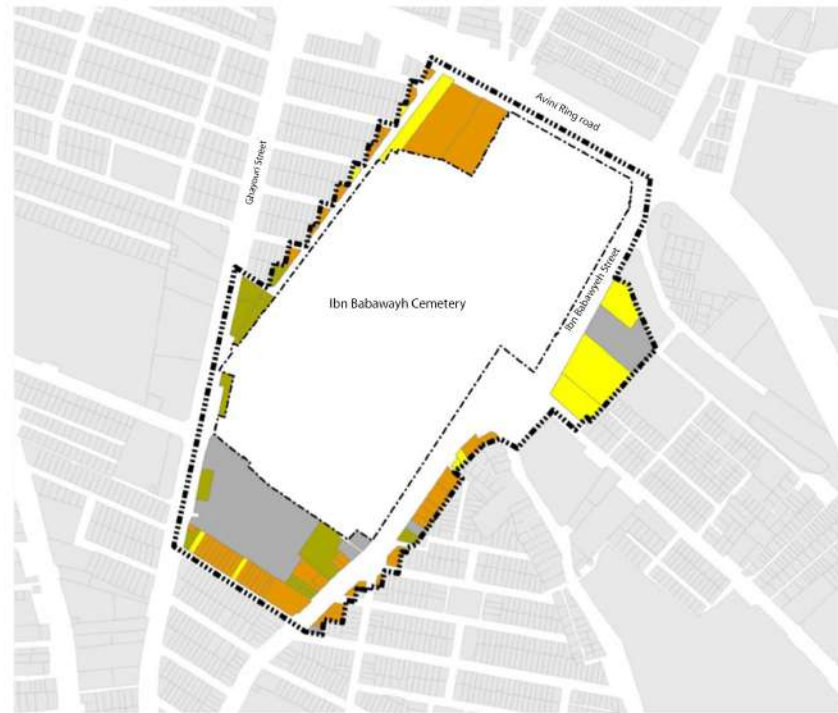 Avini Ring road
Ghayouri Street
Ibn Babawyeh Street
Ibn Babawayh Cemetery